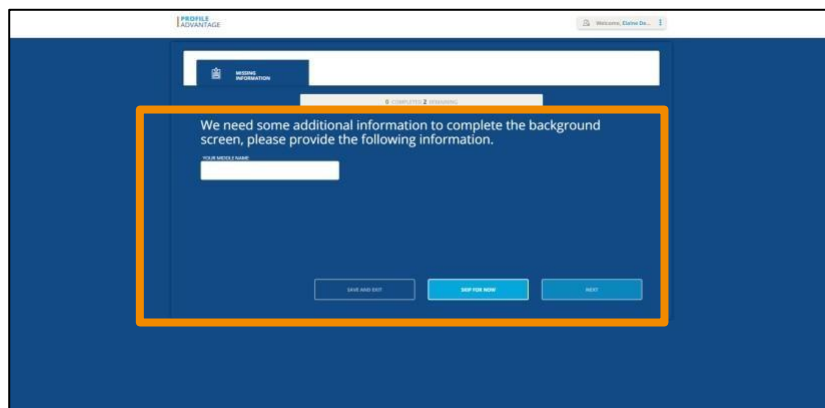 PROFILE
ADVANTAGE
Welcome, Elaine De...
MISSING
INFORMATION
0 COMPLETED 2 REMAINING
We need some additional information to complete the background
screen, please provide the following information.
YOUR MIDDLE NAME
SAVE AND EXIT
SKIP FOR NOW
NEXT